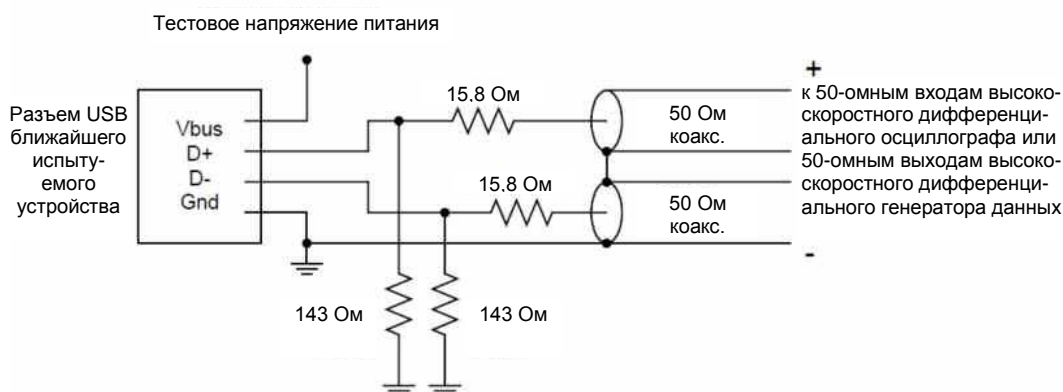 Тестовое напряжение питания
Разъем USB
ближайшего
испыту-
емого
устройства
Vbus
D+
D-
Gnd
15.8 Ом
15.8 Ом
143 Ом
143 Ом
50 Ом
коакс.
50 Ом
коакс.
+
к 50-омным входам высоко-
скоростного дифференци-
ального осциллографа или
50-омным выходам высоко-
скоростного дифференци-
ального генератора данных
-